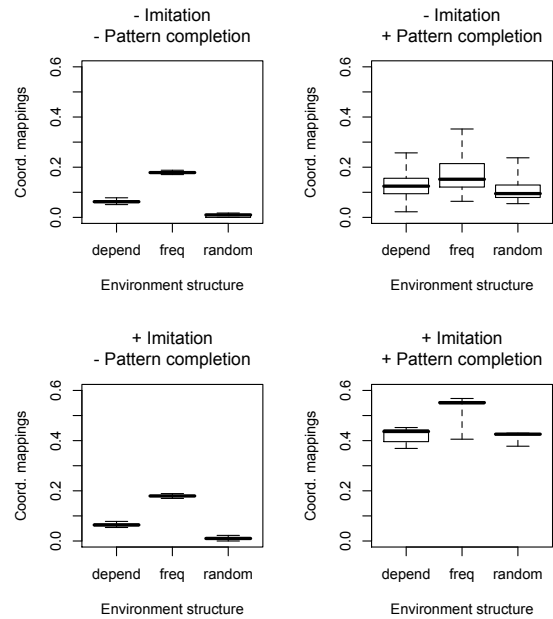 - Imitation
- Pattern completion
Coord. mappings
0.6
0.4
0.2
0.0
depend freq random
Environment structure
- Imitation
+ Pattern completion
Coord. mappings
0.6
0.4
0.2
0.0
depend freq random
Environment structure
+ Imitation
- Pattern completion
Coord. mappings
0.6
0.4
0.2
0.0
depend freq random
Environment structure
+ Imitation
+ Pattern completion
Coord. mappings
0.6
0.4
0.2
0.0
depend freq random
Environment structure